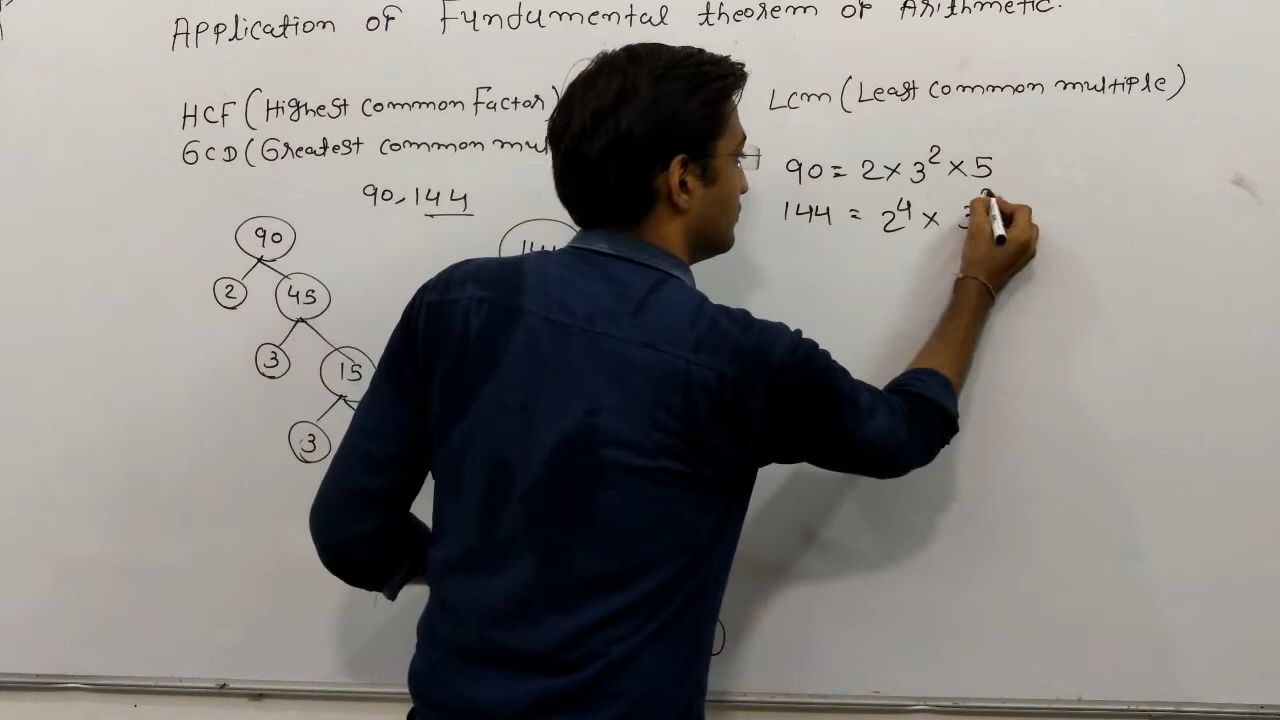 Application of Fundamental theorem of Arithmetic.
HCF (Highest common Factor)
GCD (Greatest common mul
90, 144
90
2 45
3 15
3
Lcm (Least common multiple)
90 = 2 × 3² × 5
144 = 2⁴ ×